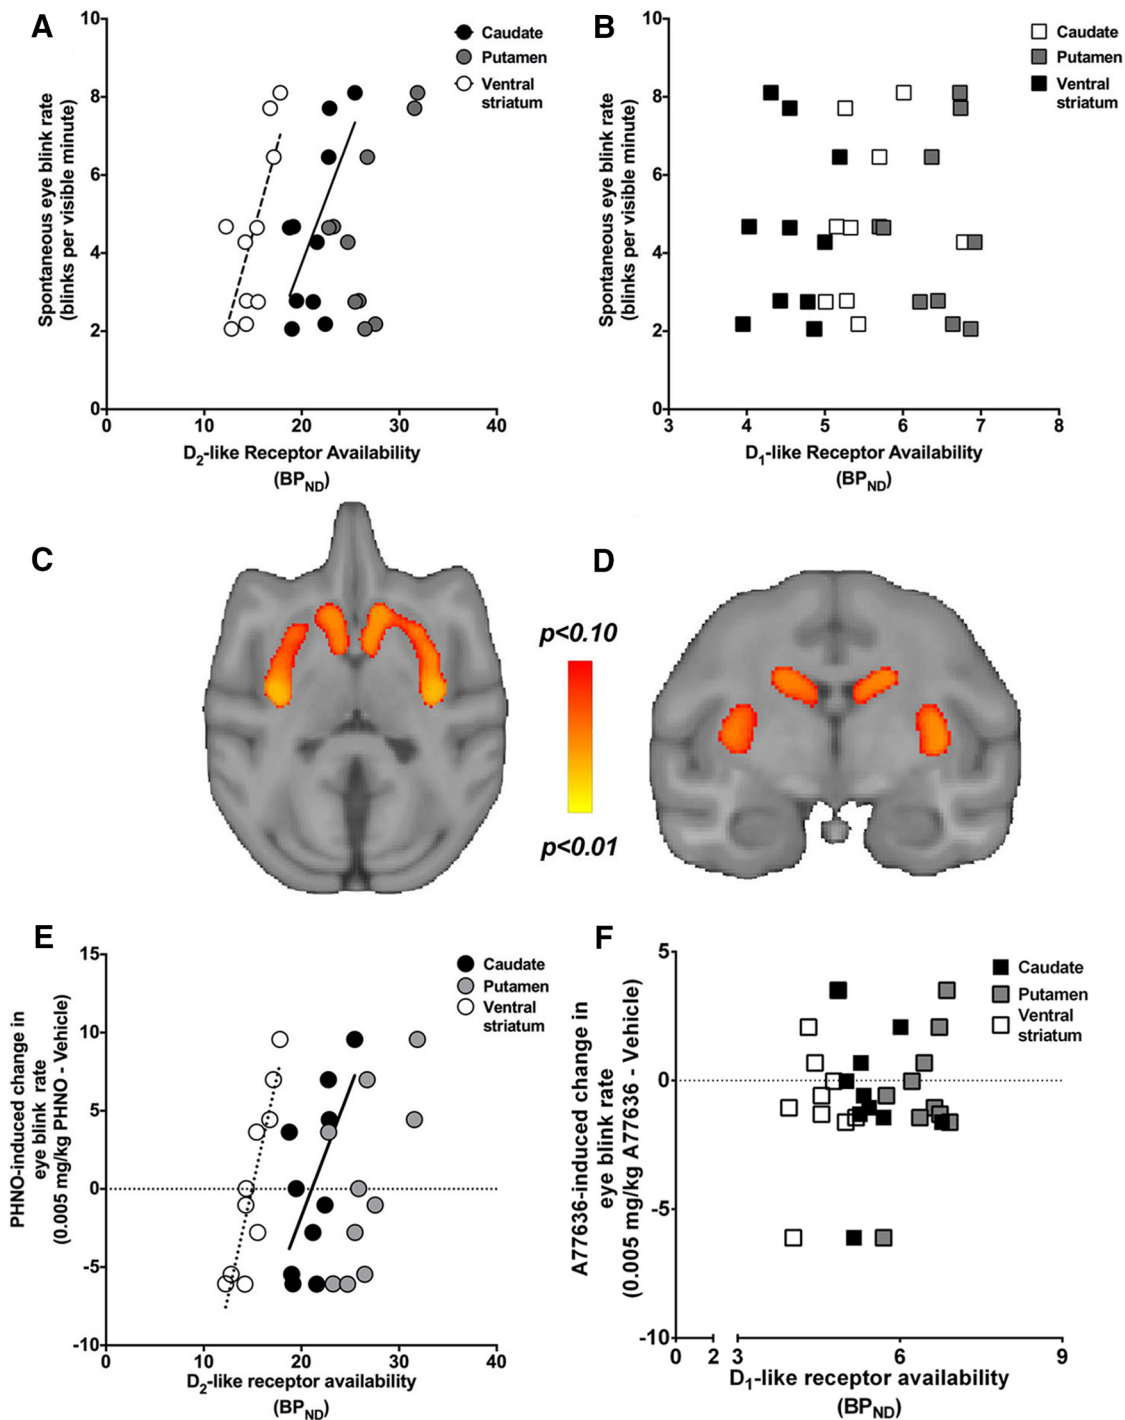 A
10
8
6
4
2
0
Spontaneous eye blink rate
(blinks per visible minute)
Caudate
Putamen
Ventral
striatum
0
10
20
30
40
D2-like Receptor Availability
(BPND)
B
10
8
6
4
2
0
Spontaneous eye blink rate
(blinks per visible minute)
Caudate
Putamen
Ventral
striatum
3
4
5
6
7
8
D1-like Receptor Availability
(BPND)
C
D
p<0.10
p<0.01
E
15
10
5
0
-5
-10
PHNO-induced change in
eye blink rate
(0.005 mg/kg PHNO - Vehicle)
Caudate
Putamen
Ventral
striatum
0
10
20
30
40
D2-like receptor availability
(BPND)
F
5
0
-5
-10
A77636-induced change in
eye blink rate
(0.005 mg/kg A77636 - Vehicle)
Caudate
Putamen
Ventral
striatum
0
2
3
6
9
D1-like receptor availability
(BPND)